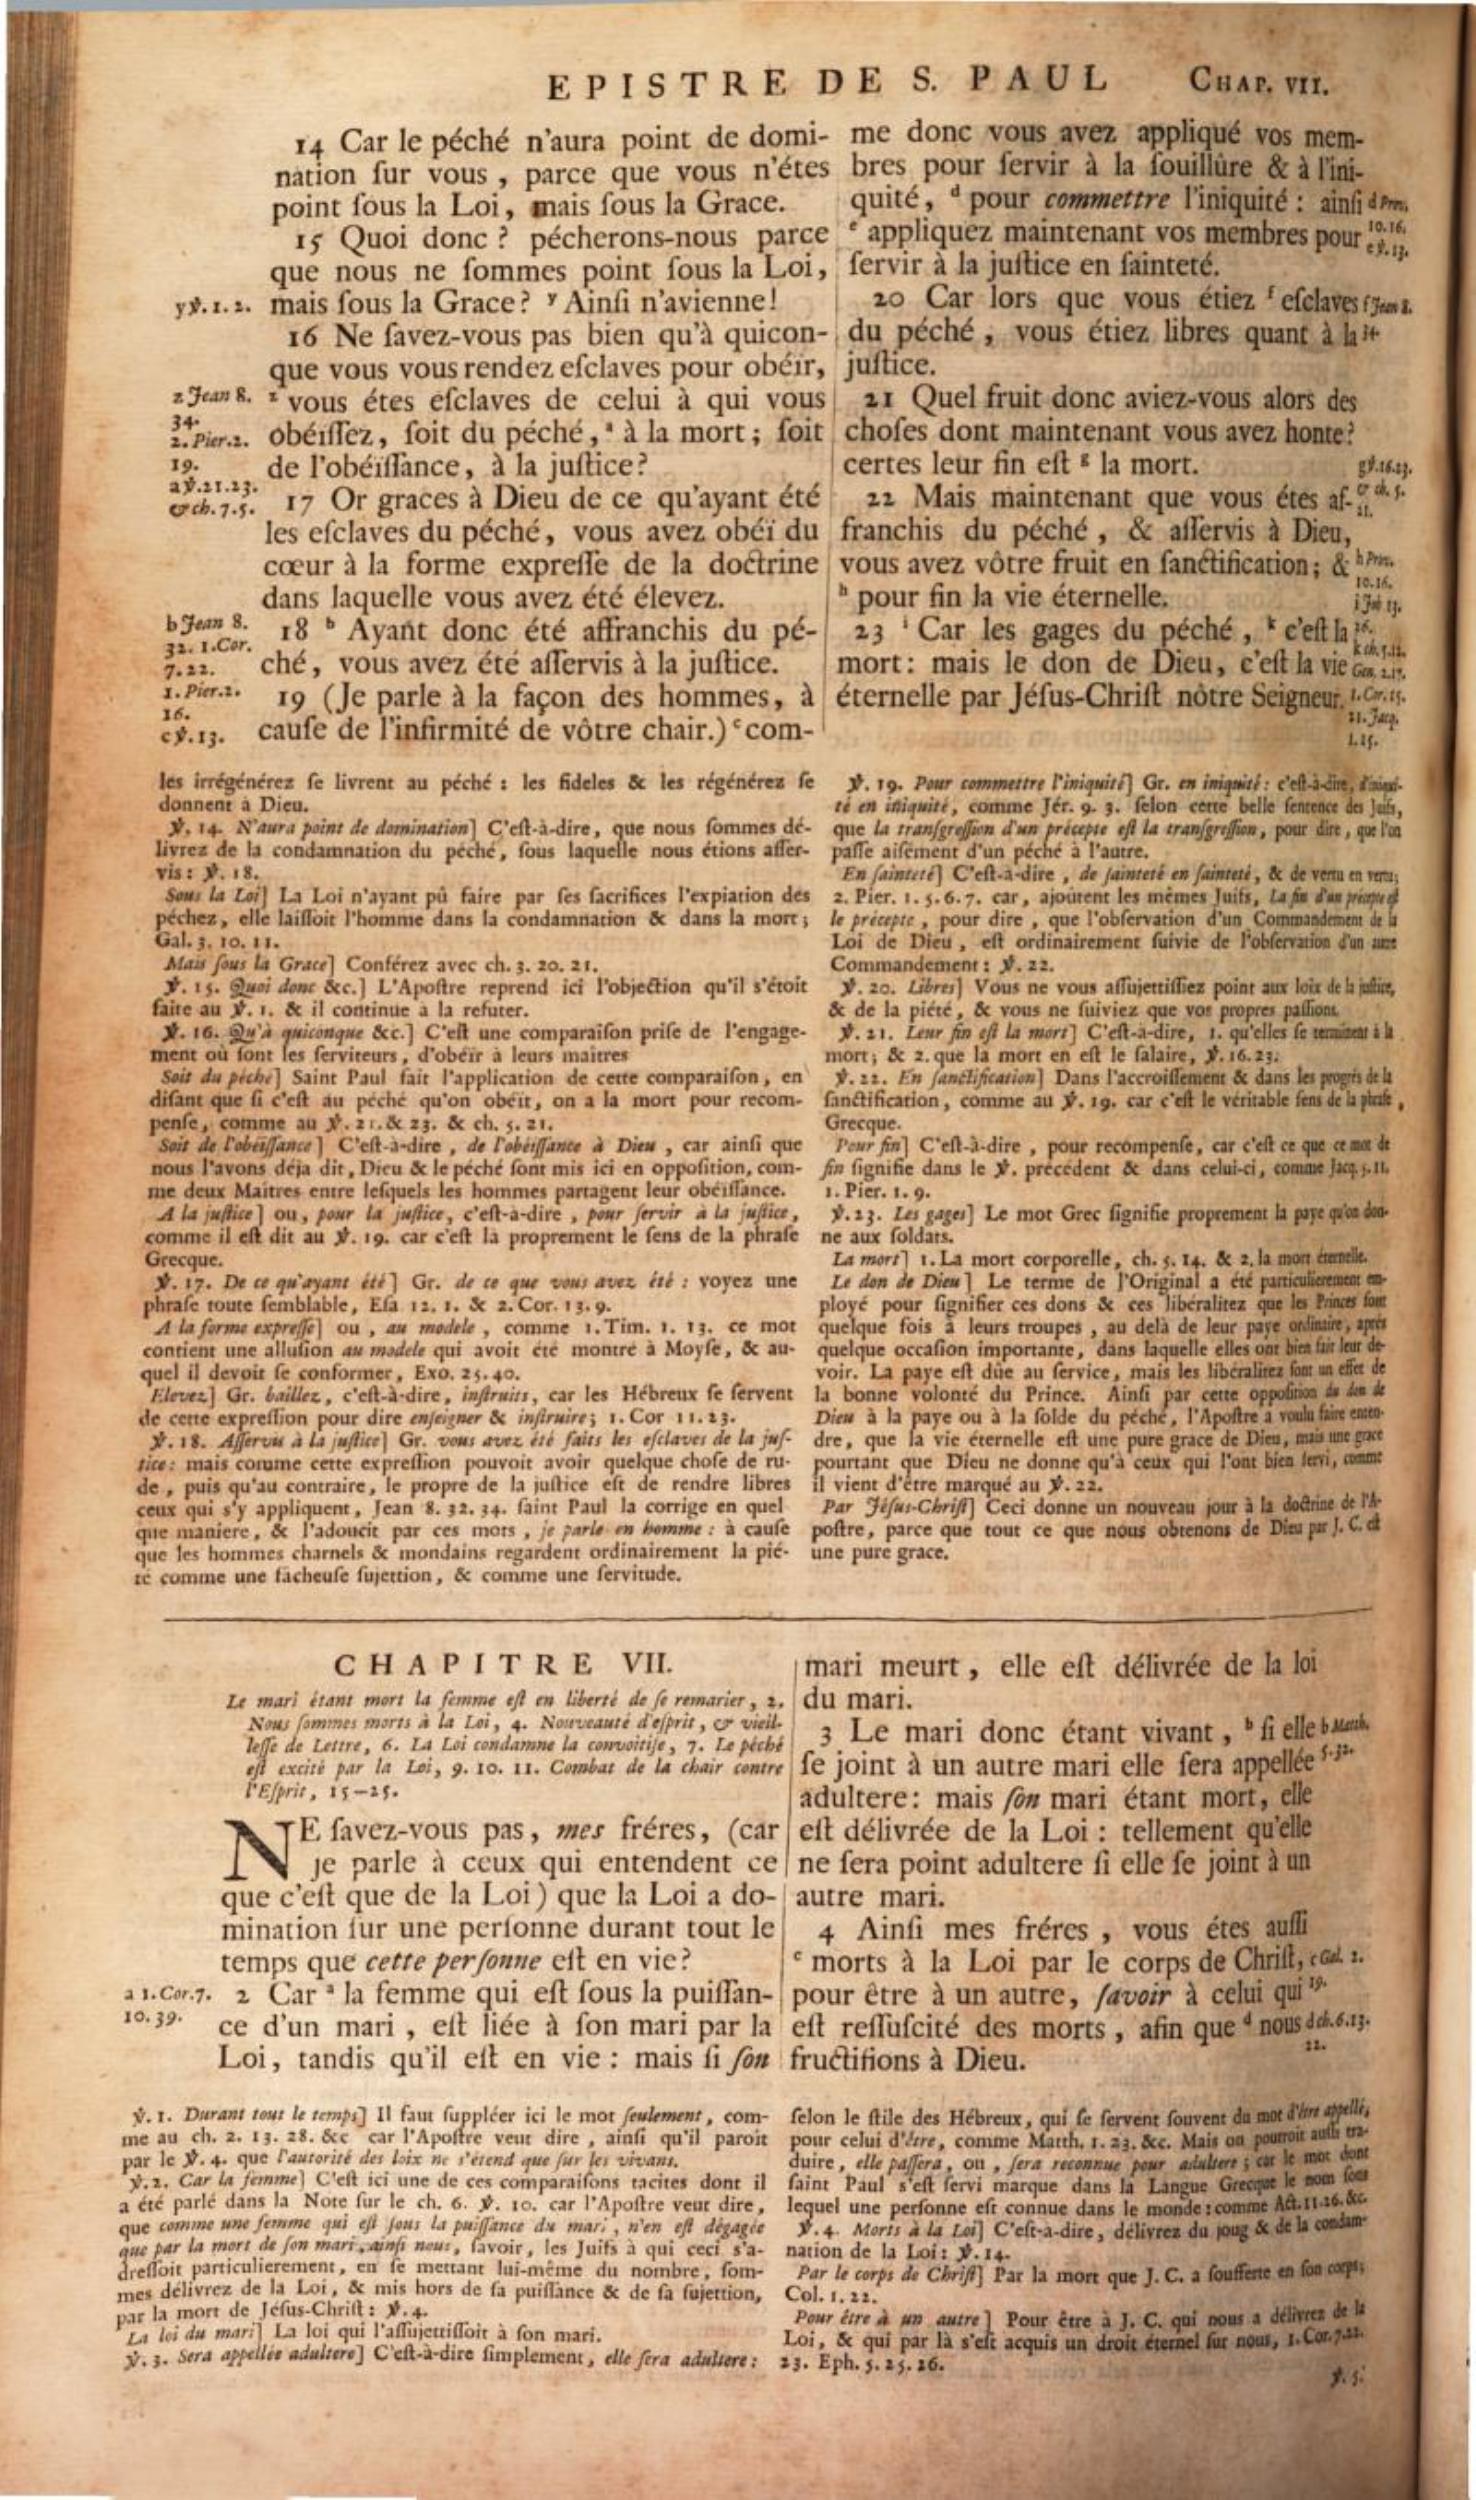 EPISTRE DE S. PAUL CHAP. VII.
14 Car le péché n'aura point de domi-
nation ſur vous, parce que vous n'étes
point ſous la Loi, mais ſous la Grace.
15 Quoi donc ? pécherons-nous parce
que nous ne ſommes point ſous la Loi,
y ℣. 1. 2.
mais ſous la Grace ? y Ainſi n'avienne!
16 Ne ſavez-vous pas bien qu'à quicon-
que vous vous rendez eſclaves pour obéïr,
z Jean 8.
34.
2. Pier. 2.
19.
a ℣. 21. 23.
& ch. 7. 5.
z vous étes eſclaves de celui à qui vous
obéiſſez, ſoit du péché, a à la mort; ſoit
de l'obéïſſance, à la juſtice?
17 Or graces à Dieu de ce qu'ayant été
les eſclaves du péché, vous avez obéï du
cœur à la forme expreſſe de la doctrine
dans laquelle vous avez été élevez.
b Jean 8.
32. 1. Cor.
7. 22.
1. Pier. 2.
16.
c ℣. 13.
18 b Ayant donc été affranchis du pé-
ché, vous avez été aſſervis à la juſtice.
19 (Je parle à la façon des hommes, à
cauſe de l'infirmité de vôtre chair.) c com-
me donc vous avez appliqué vos mem-
bres pour ſervir à la ſouillûre & à l'ini-
quité, d pour commettre l'iniquité : ainſi
e appliquez maintenant vos membres pour
ſervir à la juſtice en ſainteté.
d Prov.
10. 16.
e ℣. 13.
20 Car lors que vous étiez f eſclaves
du péché, vous étiez libres quant à la
juſtice.
f Jean 8.
34.
21 Quel fruit donc aviez-vous alors des
choſes dont maintenant vous avez honte?
certes leur fin eſt g la mort.
g ℣. 16. 23.
& ch. 5.
22 Mais maintenant que vous étes af-
franchis du péché, & aſſervis à Dieu,
vous avez vôtre fruit en ſanctification; &
h pour fin la vie éternelle.
h Prov.
10. 16.
23 i Car les gages du péché, k c'eſt la
mort: mais le don de Dieu, c'eſt la vie
éternelle par Jéſus-Chriſt nôtre Seigneur.
k ch. 5. 12.
Gen. 2. 17.
1. Cor. 15.
21. Jacq.
1. 15.
les irrégénérez ſe livrent au péché : les fideles & les régénérez ſe
donnent à Dieu.
℣. 14. N'aura point de domination] C'eſt-à-dire, que nous ſommes dé-
livrez de la condamnation du péché, ſous laquelle nous étions aſſer-
vis : ℣. 18.
Sous la Loi] La Loi n'ayant pû faire par ſes ſacrifices l'expiation des
péchez, elle laiſſoit l'homme dans la condamnation & dans la mort;
Gal. 3. 10. 11.
Mais ſous la Grace] Conférez avec ch. 3. 20. 21.
℣. 15. Quoi donc &c.] L'Apoſtre reprend ici l'objection qu'il s'étoit
faite au ℣. 1. & il continue à la refuter.
℣. 16. Qu'à quiconque &c.] C'eſt une comparaiſon priſe de l'engage-
ment où ſont les ſerviteurs, d'obéïr à leurs maîtres
Soit du péché] Saint Paul fait l'application de cette comparaiſon, en
diſant que ſi c'eſt au péché qu'on obéit, on a la mort pour recom-
penſe, comme au ℣. 21. & 23. & ch. 5. 21.
Soit de l'obéïſſance] C'eſt-à-dire, de l'obéïſſance à Dieu, car ainſi que
nous l'avons déja dit, Dieu & le péché ſont mis ici en oppoſition, com-
me deux Maitres entre leſquels les hommes partagent leur obéïſſance.
A la juſtice] ou, pour la juſtice, c'eſt-à-dire, pour ſervir à la juſtice,
comme il eſt dit au ℣. 19. car c'eſt là proprement le ſens de la phraſe
Grecque.
℣. 17. De ce qu'ayant été] Gr. de ce que vous avez été : voyez une
phraſe toute ſemblable, Eſa. 12. 1. & 2. Cor. 13. 9.
A la forme expreſſe] ou, au modele, comme 1. Tim. 1. 13. ce mot
contient une alluſion au modele qui avoit été montré à Moyſe, & au-
quel il devoit ſe conformer, Exo. 25. 40.
Elevez] Gr. baillez, c'eſt-à-dire, inſtruits, car les Hébreux ſe ſervent
de cette expreſſion pour dire enſeigner & inſtruire; 1. Cor 11. 23.
℣. 18. Aſſervis à la juſtice] Gr. vous avez été faits les eſclaves de la juſ-
tice : mais comme cette expreſſion pouvoit avoir quelque choſe de ru-
de, puis qu'au contraire, le propre de la juſtice eſt de rendre libres
ceux qui s'y appliquent, Jean 8. 32. 34. ſaint Paul la corrige en quel
que maniere, & l'adoucit par ces mots, je parle en homme : à cauſe
que les hommes charnels & mondains regardent ordinairement la pié-
té comme une fâcheuſe ſujettion, & comme une ſervitude.
℣. 19. Pour commettre l'iniquité] Gr. en iniquité : c'eſt-à-dire, d'iniqui-
té en iniquité, comme Jér. 9. 3. ſelon cette belle ſentence des Juifs,
que la tranſgreſſion d'un précepte eſt la tranſgreſſion, pour dire, que l'on
paſſe aiſément d'un péché à l'autre.
En ſainteté] C'eſt-à-dire, de ſainteté en ſainteté, & de vertu en vertu;
2. Pier. 1. 5. 6. 7. car, ajoûtent les mêmes Juifs, La fin d'un précepte eſt
le précepte, pour dire, que l'obſervation d'un Commandement de la
Loi de Dieu, eſt ordinairement ſuivie de l'obſervation d'un autre
Commandement : ℣. 22.
℣. 20. Libres] Vous ne vous aſſujettiſſiez point aux loix de la juſtice,
& de la piété, & vous ne ſuiviez que vos propres paſſions.
℣. 21. Leur fin eſt la mort] C'eſt-à-dire, 1. qu'elles ſe terminent à la
mort; & 2. que la mort en eſt le ſalaire, ℣. 16. 23.
℣. 22. En ſanctification] Dans l'accroiſſement & dans les progrés de la
ſanctification, comme au ℣. 19. car c'eſt le véritable ſens de la phraſe,
Grecque.
Pour fin] C'eſt-à-dire, pour récompenſe, car c'eſt ce que ce mot de
fin ſignifie dans le ℣. précédent & dans celui-ci, comme Jacq. 5. 11.
1. Pier. 1. 9.
℣. 23. Les gages] Le mot Grec ſignifie proprement la paye qu'on don-
ne aux ſoldats.
La mort] 1. La mort corporelle, ch. 5. 14. & 2. la mort éternelle.
Le don de Dieu] Le terme de l'Original a été particulierement em-
ployé pour ſignifier ces dons & ces libéralitez que les Princes font
quelque fois à leurs troupes, au delà de leur paye ordinaire, après
quelque occaſion importante, dans laquelle elles ont bien fait leur de-
voir. La paye eſt dûe au ſervice, mais les libéralitez ſont un effet de
la bonne volonté du Prince. Ainſi par cette oppoſition du don de
Dieu à la paye ou à la ſolde du péché, l'Apoſtre a voulu faire enten-
dre, que la vie éternelle eſt une pure grace de Dieu, mais une grace
pourtant que Dieu ne donne qu'à ceux qui l'ont bien ſervi, comme
il vient d'être marqué au ℣. 22.
Par Jéſus-Chriſt] Ceci donne un nouveau jour à la doctrine de l'A-
poſtre, parce que tout ce que nous obtenons de Dieu par J. C. eſt
une pure grace.
CHAPITRE VII.
Le mari étant mort la femme eſt en liberté de ſe remarier, 2.
Nous ſommes morts à la Loi, 4. Nouveauté d'eſprit, & vieil-
leſſe de Lettre, 6. La Loi condamne la convoitiſe, 7. Le péché
eſt excité par la Loi, 9. 10. 11. Combat de la chair contre
l'Eſprit, 15—25.
NE ſavez-vous pas, mes fréres, (car
je parle à ceux qui entendent ce
que c'eſt que de la Loi) que la Loi a do-
mination ſur une perſonne durant tout le
temps que cette perſonne eſt en vie?
a 1. Cor. 7.
10. 39.
2 Car a la femme qui eſt ſous la puiſſan-
ce d'un mari, eſt liée à ſon mari par la
Loi, tandis qu'il eſt en vie : mais ſi ſon
mari meurt, elle eſt délivrée de la loi
du mari.
3 Le mari donc étant vivant, b ſi elle
ſe joint à un autre mari elle ſera appellée
adultere: mais ſon mari étant mort, elle
eſt délivrée de la Loi : tellement qu'elle
ne ſera point adultere ſi elle ſe joint à un
autre mari.
b Matth.
5. 32.
4 Ainſi mes fréres, vous étes auſſi
c morts à la Loi par le corps de Chriſt,
pour être à un autre, ſavoir à celui qui
eſt reſſuſcité des morts, afin que d nous
fructifions à Dieu.
c Gal. 2.
19.
d ch. 6. 13.
22.
℣. 1. Durant tout le temps] Il faut ſuppléer ici le mot ſeulement, com-
me au ch. 2. 13. 28. &c car l'Apoſtre veut dire, ainſi qu'il paroît
par le ℣. 4. que l'autorité des loix ne s'étend que ſur les vivans.
℣. 2. Car la femme] C'eſt ici une de ces comparaiſons tacites dont il
a été parlé dans la Note ſur le ch. 6. ℣. 10. car l'Apoſtre veut dire,
que comme une femme qui eſt ſous la puiſſance du mari, n'en eſt dégagée
que par la mort de ſon mari, ainſi nous, ſavoir, les Juifs à qui ceci s'a-
dreſſoit particulierement, en ſe mettant lui-même du nombre, ſom-
mes délivrez de la Loi, & mis hors de ſa puiſſance & de ſa ſujettion,
par la mort de Jéſus-Chriſt : ℣. 4.
La loi du mari] La loi qui l'aſſujettiſſoit à ſon mari.
℣. 3. Sera appellée adultere] C'eſt-à-dire ſimplement, elle ſera adultere :
ſelon le ſtile des Hébreux, qui ſe ſervent ſouvent du mot d'être appellé,
pour celui d'être, comme Matth. 1. 23. &c. Mais on pourroit auſſi tra-
duire, elle paſſera, ou, ſera reconnue pour adultere ; car le mot dont
ſaint Paul s'eſt ſervi marque dans la Langue Grecque le nom ſous
lequel une perſonne eſt connue dans le monde : comme Act. 11. 26. &c.
℣. 4. Morts à la Loi] C'eſt-à-dire, délivrez du joug & de la condam-
nation de la Loi : ℣. 14.
Par le corps de Chriſt] Par la mort que J. C. a ſoufferte en ſon corps;
Col. 1. 22.
Pour être à un autre] Pour être à J. C. qui nous a délivrez de la
Loi, & qui par là s'eſt acquis un droit éternel ſur nous, 1. Cor. 7. 22.
23. Eph. 5. 25. 26.
℣. 5.